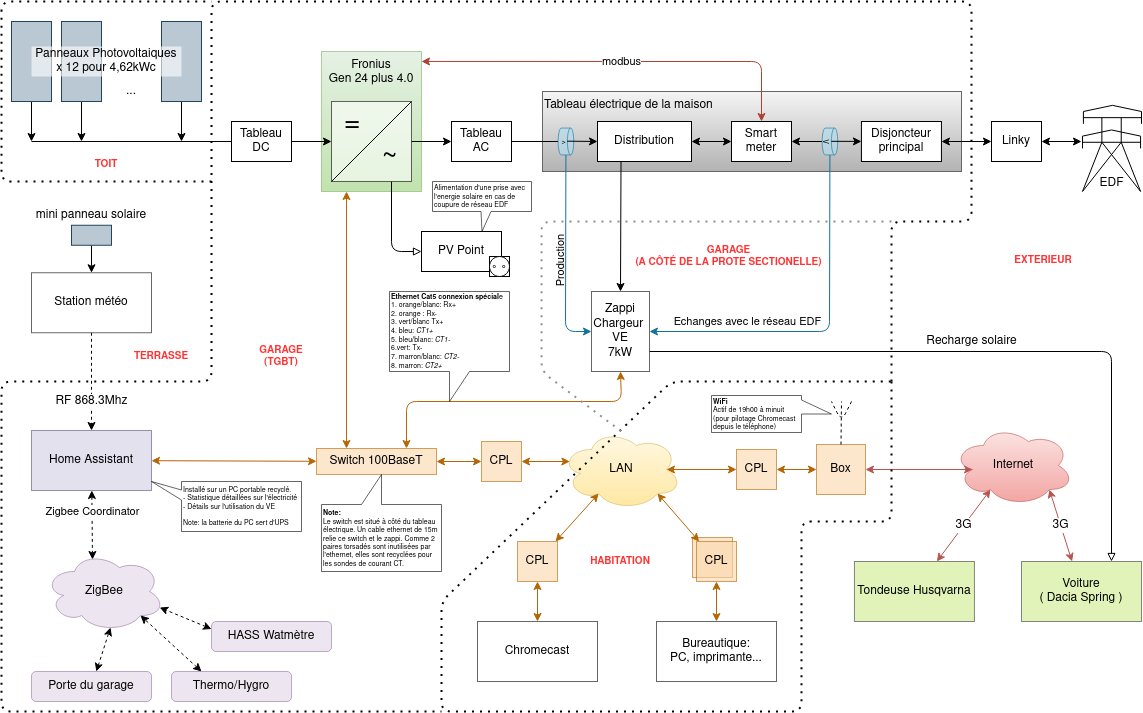 Panneaux Photovoltaiques
x 12 pour 4,62kWc
...
TOIT
Tableau
DC
Fronius
Gen 24 plus 4.0
=
~
Tableau
AC
modbus
Tableau électrique de la maison
>
Distribution
Smart
meter
<
Disjoncteur
principal
Linky
EDF
Alimentation d'une prise avec
l'energie solaire en cas de
coupure de réseau EDF
PV Point
mini panneau solaire
Station météo
TERRASSE
GARAGE
(TGBT)
Production
GARAGE
(A CÔTÉ DE LA PROTE SECTIONELLE)
EXTERIEUR
Ethernet Cat5 connexion spéciale
1. orange/blanc: Rx+
2. orange : Rx-
3. vert/blanc Tx+
4. bleu: CT1+
5. bleu/blanc: CT1-
6.vert: Tx-
7. marron/blanc: CT2-
8. marron: CT2+
Zappi
Chargeur
VE
7kW
Echanges avec le réseau EDF
Recharge solaire
RF 868.3Mhz
WiFi
Actif de 19h00 à minuit
(pour pilotage Chromecast
depuis le téléphone)
Home Assistant
Switch 100BaseT
CPL
LAN
CPL
Box
Internet
Installé sur un PC portable recyclé.
- Statistique détaillées sur l'électricité
- Détails sur l'utilisation du VE
Note: la batterie du PC sert d'UPS
Zigbee Coordinator
Note:
Le switch est situé à côté du tableau
électrique. Un cable ethernet de 15m
relie ce switch et le zappi. Comme 2
paires torsadés sont inutilisées par
l'ethernet, elles sont recyclées pour
les sondes de courant CT.
3G
3G
CPL
HABITATION
CPL
ZigBee
Tondeuse Husqvarna
Voiture
( Dacia Spring )
HASS Watmètre
Chromecast
Bureautique:
PC, imprimante...
Porte du garage
Thermo/Hygro